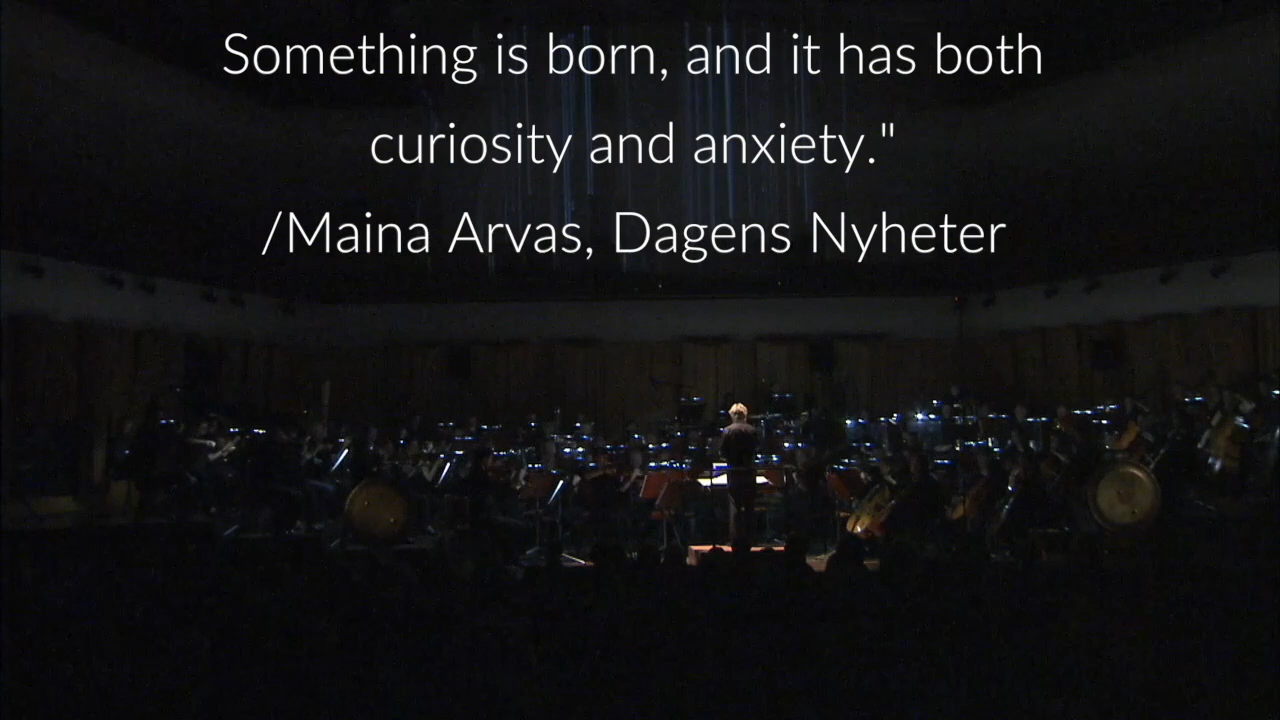 Something is born, and it has both
curiosity and anxiety."
/Maina Arvas, Dagens Nyheter